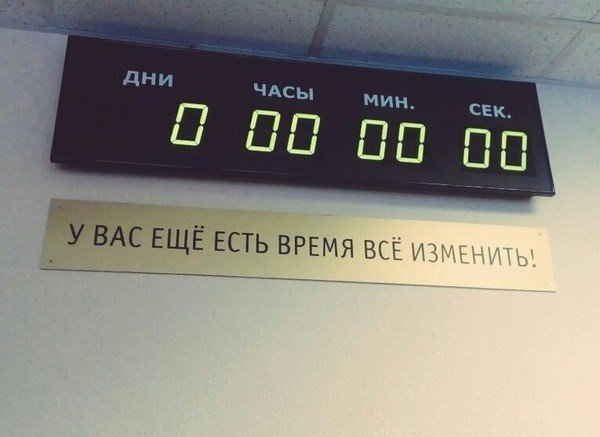 ДНИ ЧАСЫ МИН. СЕК.
0 00 00 00
У ВАС ЕЩЁ ЕСТЬ ВРЕМЯ ВСЁ ИЗМЕНИТЬ!